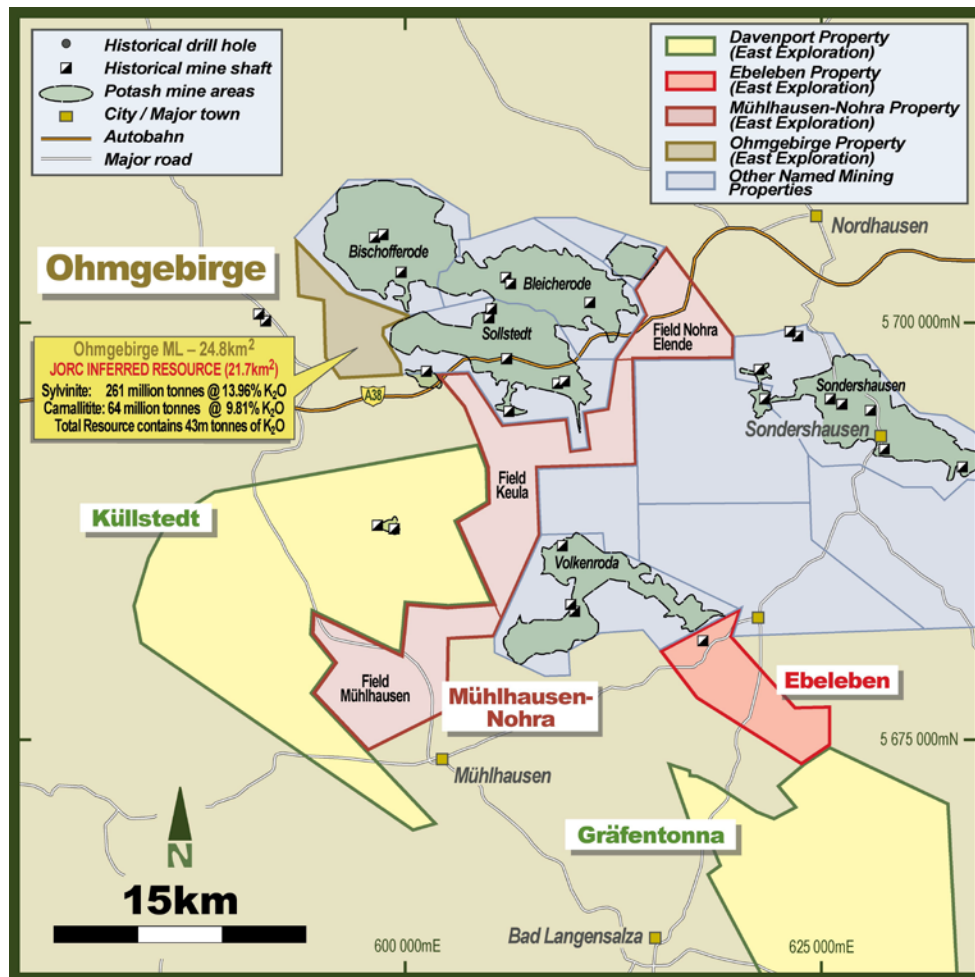 Historical drill hole
Historical mine shaft
Potash mine areas
City / Major town
Autobahn
Major road
Davenport Property
(East Exploration)
Ebeleben Property
(East Exploration)
Mühlhausen-Nohra Property
(East Exploration)
Ohmgebirge Property
(East Exploration)
Other Named Mining
Properties
Nordhausen
Bischofferode
Ohmgebirge
Bleicherode
5 700 000mN
Sollstedt
Field Nohra
Elende
Ohmgebirge ML – 24.8km²
JORC INFERRED RESOURCE (21.7km²)
Sylvinite: 261 million tonnes @ 13.96% K₂O
Carnallitite: 64 million tonnes @ 9.81% K₂O
Total Resource contains 43m tonnes of K₂O
A38
Sondershausen
Sondershausen
Field
Keula
Küllstedt
Volkenroda
Field
Mühlhausen
Mühlhausen-
Nohra
Ebeleben
5 675 000mN
Mühlhausen
Gräfentonna
N
15km
600 000mE
Bad Langensalza
625 000mE